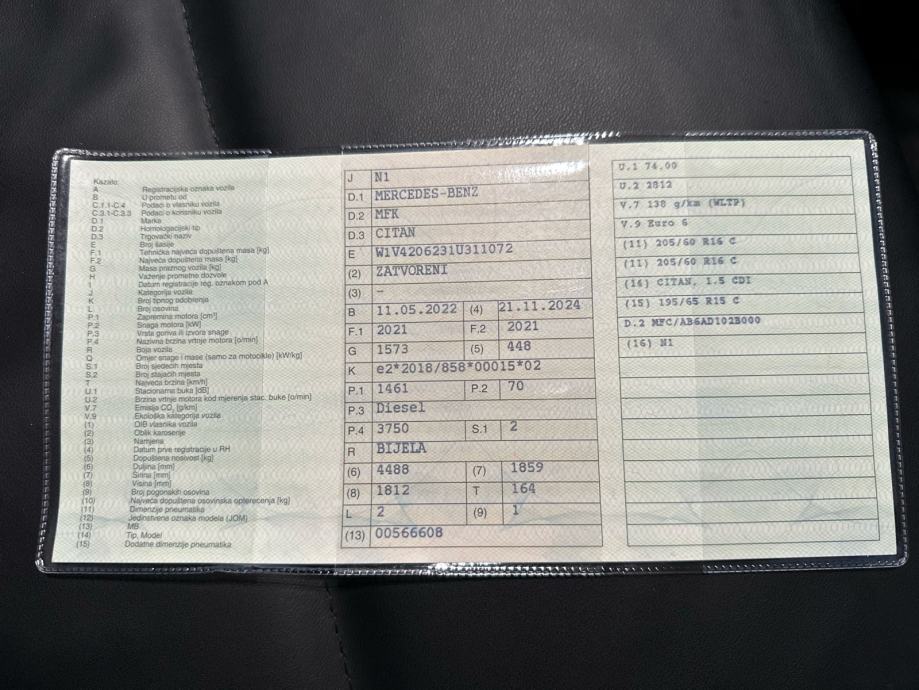 Kazalo:
A Registracijska oznaka vozila
B U prometu od
C.1.1-C.4 Podaci o vlasniku vozila
C.3.1-C.3.3 Podaci o korisniku vozila
D.1 Marka
D.2 Homologacijski tip
D.3 Trgovački naziv
E Broj šasije
F.1 Tehnička najveća dopuštena masa [kg]
F.2 Najveća dopuštena masa [kg]
G Masa praznog vozila [kg]
H Važenje prometne dozvole
I Datum registracije reg. oznakom pod A
J Kategorija vozila
K Broj tipnog odobrenja
L Broj osovina
P.1 Zapremina motora [cm³]
P.2 Snaga motora [kW]
P.3 Vrsta goriva ili izvora snage
P.4 Nazivna brzina vrtnje motora [o/min]
R Boja vozila
Q Omjer snage i mase (samo za motocikle) [kW/kg]
S.1 Broj sjedećih mjesta
S.2 Broj stajaćih mjesta
T Najveća brzina [km/h]
U.1 Stacionarna buka [dB]
U.2 Brzina vrtnje motora kod mjerenja stac. buke [o/min]
V.7 Emisija CO₂ [g/km]
V.9 Ekološka kategorija vozila
(1) OIB vlasnika vozila
(2) Oblik karoserije
(3) Namjena
(4) Datum prve registracije u RH
(5) Dopuštena nosivost [kg]
(6) Duljina [mm]
(7) Širina [mm]
(8) Visina [mm]
(9) Broj pogonskih osovina
(10) Najveća dopuštena osovinska opterećenja [kg]
(11) Dimenzije pneumatika
(12) Jedinstvena oznaka modela (JOM)
(13) MB
(14) Tip, Model
(15) Dodatne dimenzije pneumatika
J N1
D.1 MERCEDES-BENZ
D.2 MFK
D.3 CITAN
E W1V4206231U311072
(2) ZATVORENI
(3) –
B 11.05.2022 (4) 21.11.2024
F.1 2021 F.2 2021
G 1573 (5) 448
K e2*2018/858*00015*02
P.1 1461 P.2 70
P.3 Diesel
P.4 3750 S.1 2
R BIJELA
(6) 4488 (7) 1859
(8) 1812 T 164
L 2 (9) 1
(13) 00566608
U.1 74.00
U.2 2812
V.7 138 g/km (WLTP)
V.9 Euro 6
(11) 205/60 R16 C
(11) 205/60 R16 C
(16) CITAN, 1.5 CDI
(15) 195/65 R15 C
D.2 MFC/AB6AD102B000
(16) N1